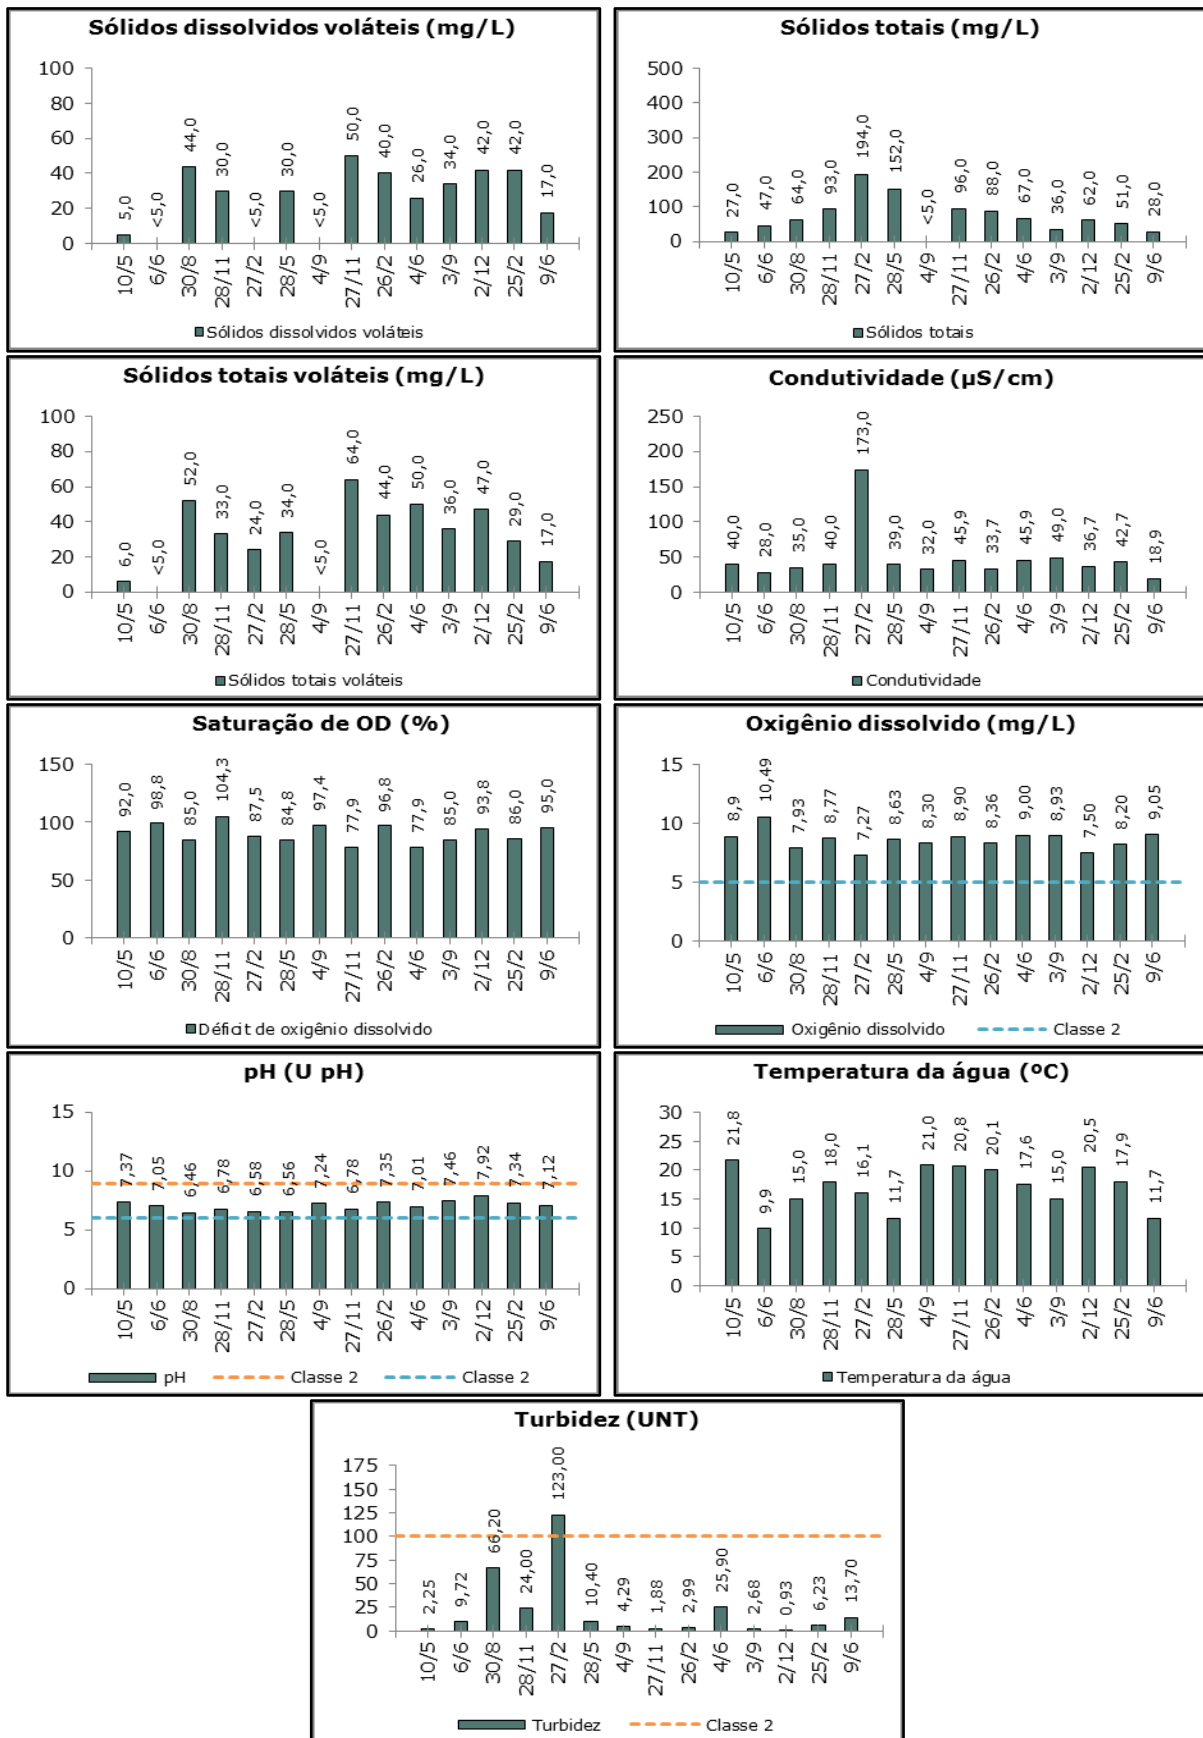 Sólidos dissolvidos voláteis (mg/L)
100
80
60
40
20
0
5,0 <5,0 44,0 30,0 <5,0 30,0 <5,0 50,0 40,0 26,0 34,0 42,0 42,0 17,0
10/5 6/6 30/8 28/11 27/2 28/5 4/9 27/11 26/2 4/6 3/9 2/12 25/2 9/6
Sólidos dissolvidos voláteis
Sólidos totais (mg/L)
500
400
300
200
100
0
27,0 47,0 64,0 93,0 194,0 152,0 <5,0 96,0 88,0 67,0 36,0 62,0 51,0 28,0
10/5 6/6 30/8 28/11 27/2 28/5 4/9 27/11 26/2 4/6 3/9 2/12 25/2 9/6
Sólidos totais
Sólidos totais voláteis (mg/L)
100
80
60
40
20
0
6,0 <5,0 52,0 33,0 24,0 34,0 <5,0 64,0 44,0 50,0 36,0 47,0 29,0 17,0
10/5 6/6 30/8 28/11 27/2 28/5 4/9 27/11 26/2 4/6 3/9 2/12 25/2 9/6
Sólidos totais voláteis
Condutividade (µS/cm)
250
200
150
100
50
0
40,0 28,0 35,0 40,0 173,0 39,0 32,0 45,9 33,7 45,9 49,0 36,7 42,7 18,9
10/5 6/6 30/8 28/11 27/2 28/5 4/9 27/11 26/2 4/6 3/9 2/12 25/2 9/6
Condutividade
Saturação de OD (%)
150
100
50
0
92,0 98,8 85,0 104,3 87,5 84,8 97,4 77,9 96,8 77,9 85,0 93,8 86,0 95,0
10/5 6/6 30/8 28/11 27/2 28/5 4/9 27/11 26/2 4/6 3/9 2/12 25/2 9/6
Déficit de oxigênio dissolvido
Oxigênio dissolvido (mg/L)
15
10
5
0
8,9 10,49 7,93 8,77 7,27 8,63 8,30 8,90 8,36 9,00 8,93 7,50 8,20 9,05
10/5 6/6 30/8 28/11 27/2 28/5 4/9 27/11 26/2 4/6 3/9 2/12 25/2 9/6
Oxigênio dissolvido Classe 2
pH (U pH)
15
10
5
0
7,37 7,05 6,46 6,78 6,58 6,56 7,24 6,78 7,35 7,01 7,46 7,92 7,34 7,12
10/5 6/6 30/8 28/11 27/2 28/5 4/9 27/11 26/2 4/6 3/9 2/12 25/2 9/6
pH Classe 2 Classe 2
Temperatura da água (ºC)
30
25
20
15
10
5
0
21,8 9,9 15,0 18,0 16,1 11,7 21,0 20,8 20,1 17,6 15,0 20,5 17,9 11,7
10/5 6/6 30/8 28/11 27/2 28/5 4/9 27/11 26/2 4/6 3/9 2/12 25/2 9/6
Temperatura da água
Turbidez (UNT)
175
150
125
100
75
50
25
0
2,25 9,72 66,20 24,00 123,00 10,40 4,29 1,88 2,99 25,90 2,68 0,93 6,23 13,70
10/5 6/6 30/8 28/11 27/2 28/5 4/9 27/11 26/2 4/6 3/9 2/12 25/2 9/6
Turbidez Classe 2